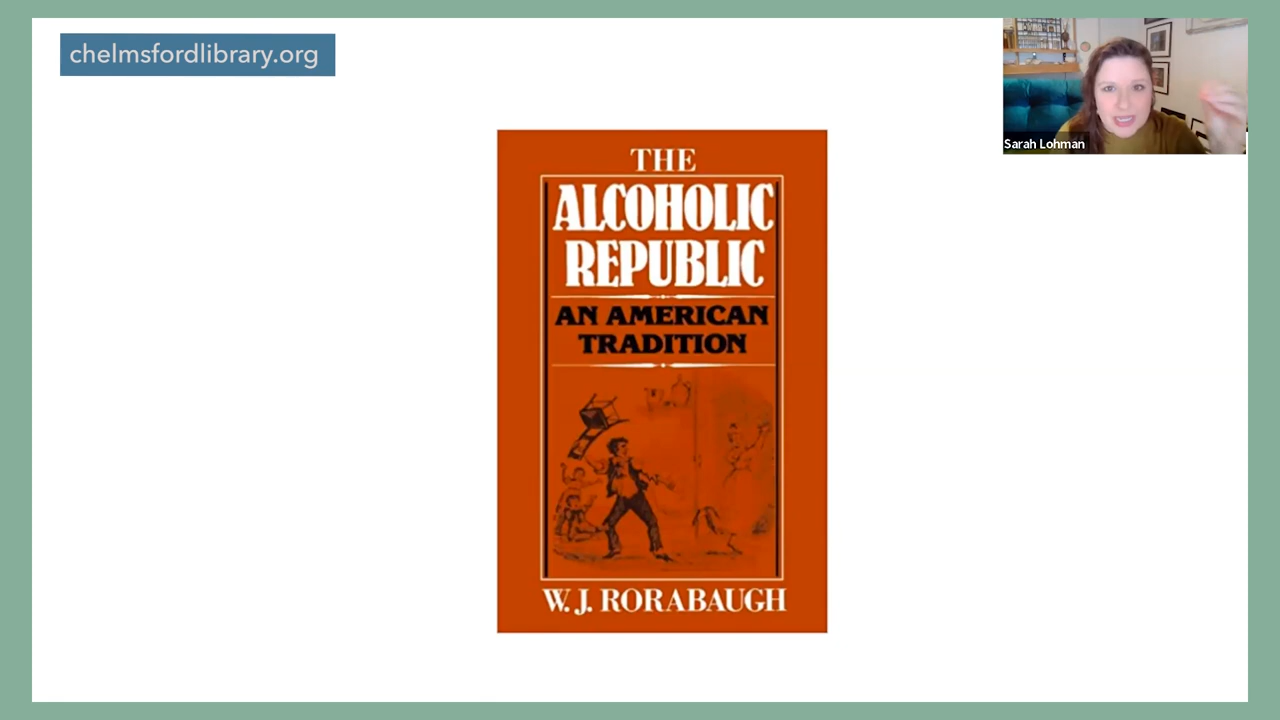 chelmsfordlibrary.org
Sarah Lohman
THE
ALCOHOLIC
REPUBLIC
AN AMERICAN
TRADITION
W. J. RORABAUGH